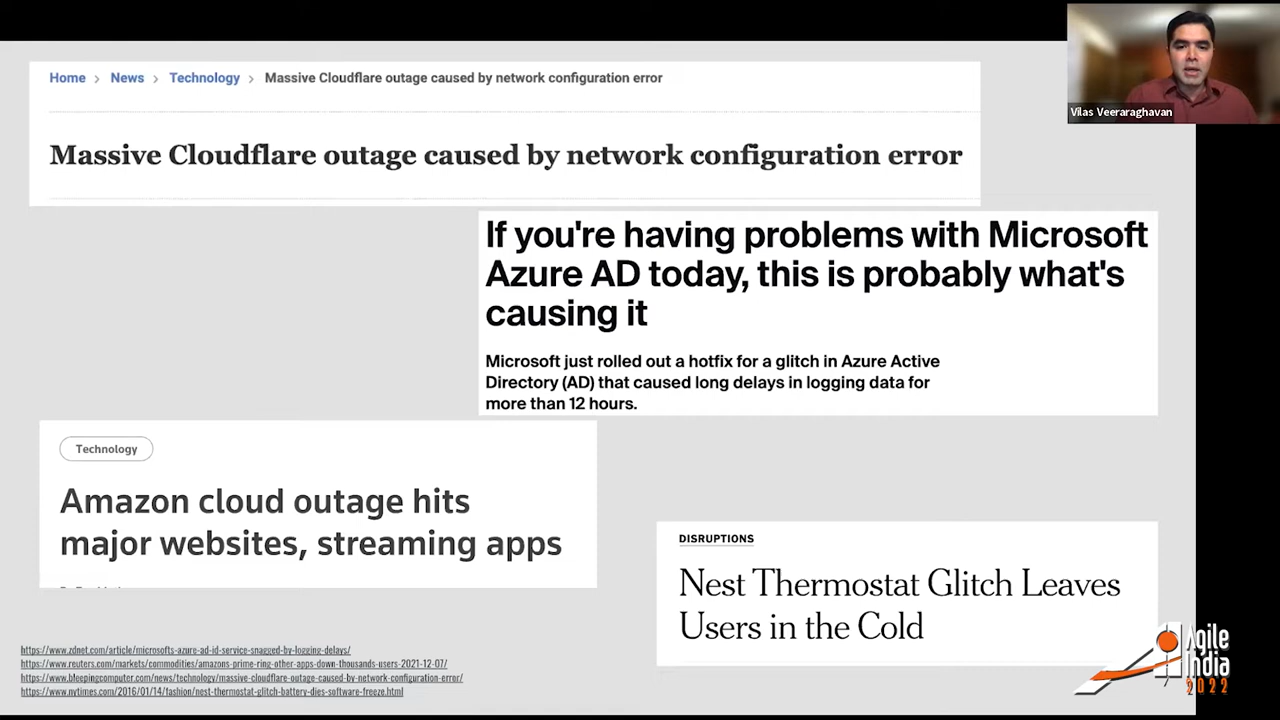 Vilas Veeraraghavan
Home > News > Technology > Massive Cloudflare outage caused by network configuration error
Massive Cloudflare outage caused by network configuration error
If you're having problems with Microsoft
Azure AD today, this is probably what's
causing it
Microsoft just rolled out a hotfix for a glitch in Azure Active
Directory (AD) that caused long delays in logging data for
more than 12 hours.
Technology
Amazon cloud outage hits
major websites, streaming apps
DISRUPTIONS
Nest Thermostat Glitch Leaves
Users in the Cold
https://www.zdnet.com/article/microsofts-azure-ad-id-service-snagged-by-logging-delays/
https://www.reuters.com/markets/commodities/amazons-prime-ring-other-apps-down-thousands-users-2021-12-07/
https://www.bleepingcomputer.com/news/technology/massive-cloudflare-outage-caused-by-network-configuration-error/
https://www.nytimes.com/2016/01/14/fashion/nest-thermostat-glitch-battery-dies-software-freeze.html
Agile
India
2022